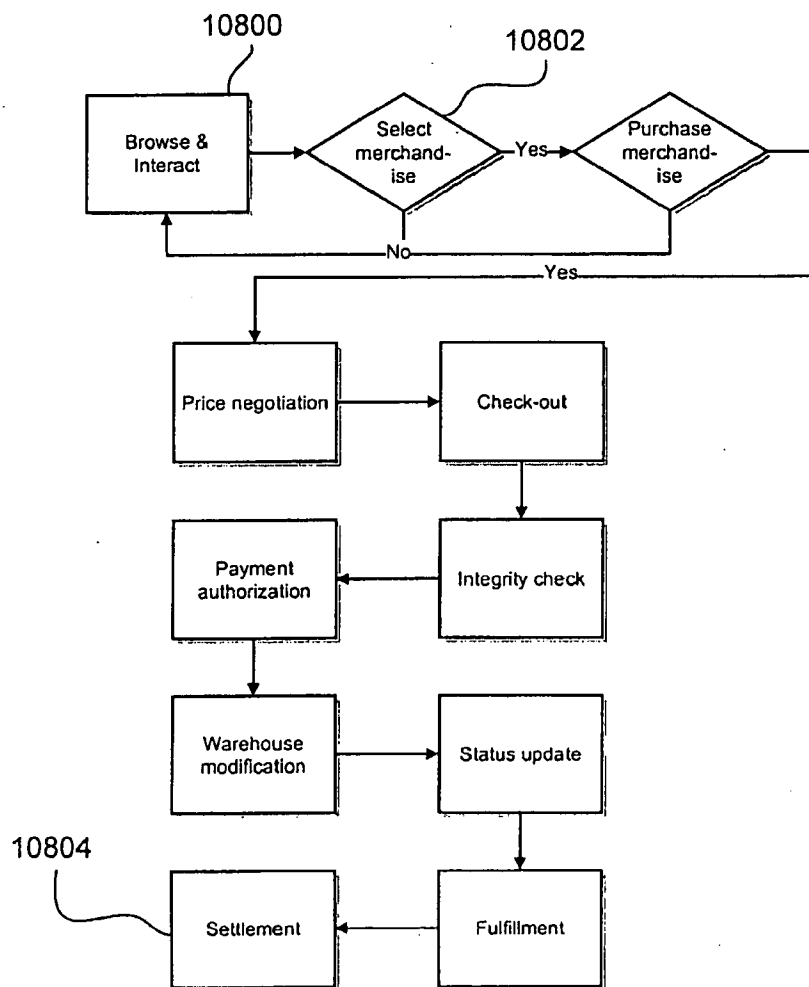 10800
10802
Browse &
Interact
Select
merchand-
ise
Yes
Purchase
merchand-
ise
No
Yes
Price negotiation
Check-out
Payment
authorization
Integrity check
Warehouse
modification
Status update
10804
Settlement
Fulfillment